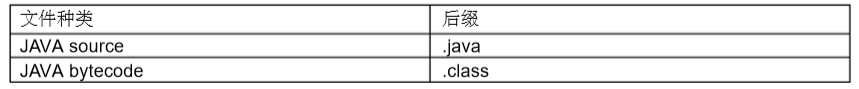 文件种类 后缀
JAVA source .java
JAVA bytecode .class